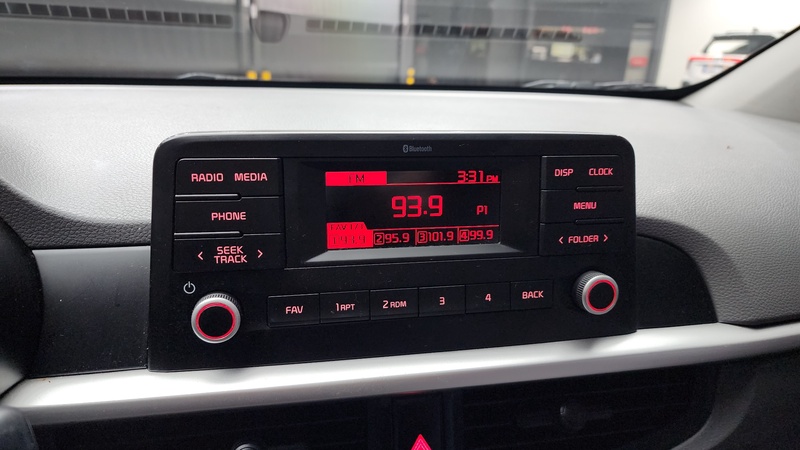 Bluetooth
RADIO MEDIA
PHONE
< SEEK >
TRACK
FM
3:31 PM
93.9 P1
2 95.9 3 101.9 4 99.9
DISP CLOCK
MENU
< FOLDER >
FAV
1 RPT
2 RDM
3
4
BACK